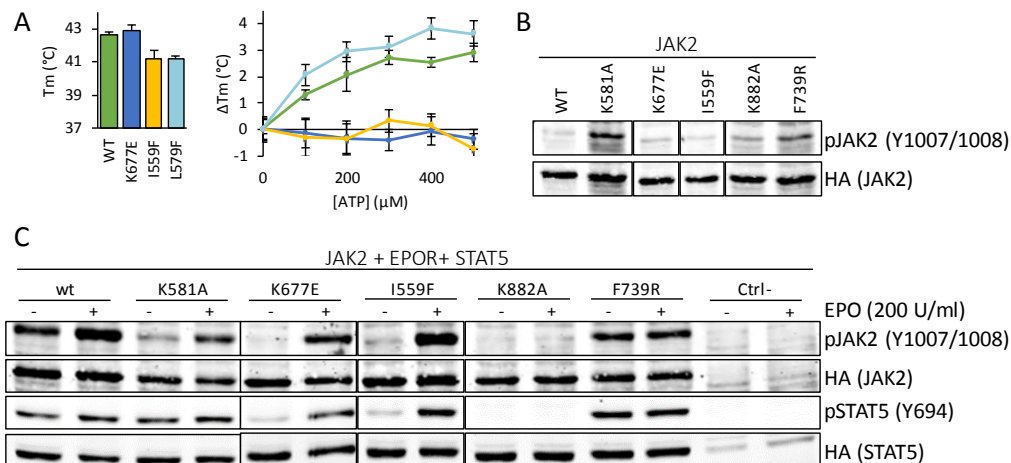 A
Tm (°C)
43
41
39
37
WT
K677E
I559F
L579F
ΔTm (°C)
4
3
2
1
0
-1
0
200
400
[ATP] (µM)
B
JAK2
WT
K581A
K677E
I559F
K882A
F739R
pJAK2 (Y1007/1008)
HA (JAK2)
C
JAK2 + EPOR+ STAT5
wt K581A K677E I559F K882A F739R Ctrl-
- + - + - + - + - + - + - + EPO (200 U/ml)
pJAK2 (Y1007/1008)
HA (JAK2)
pSTAT5 (Y694)
HA (STAT5)